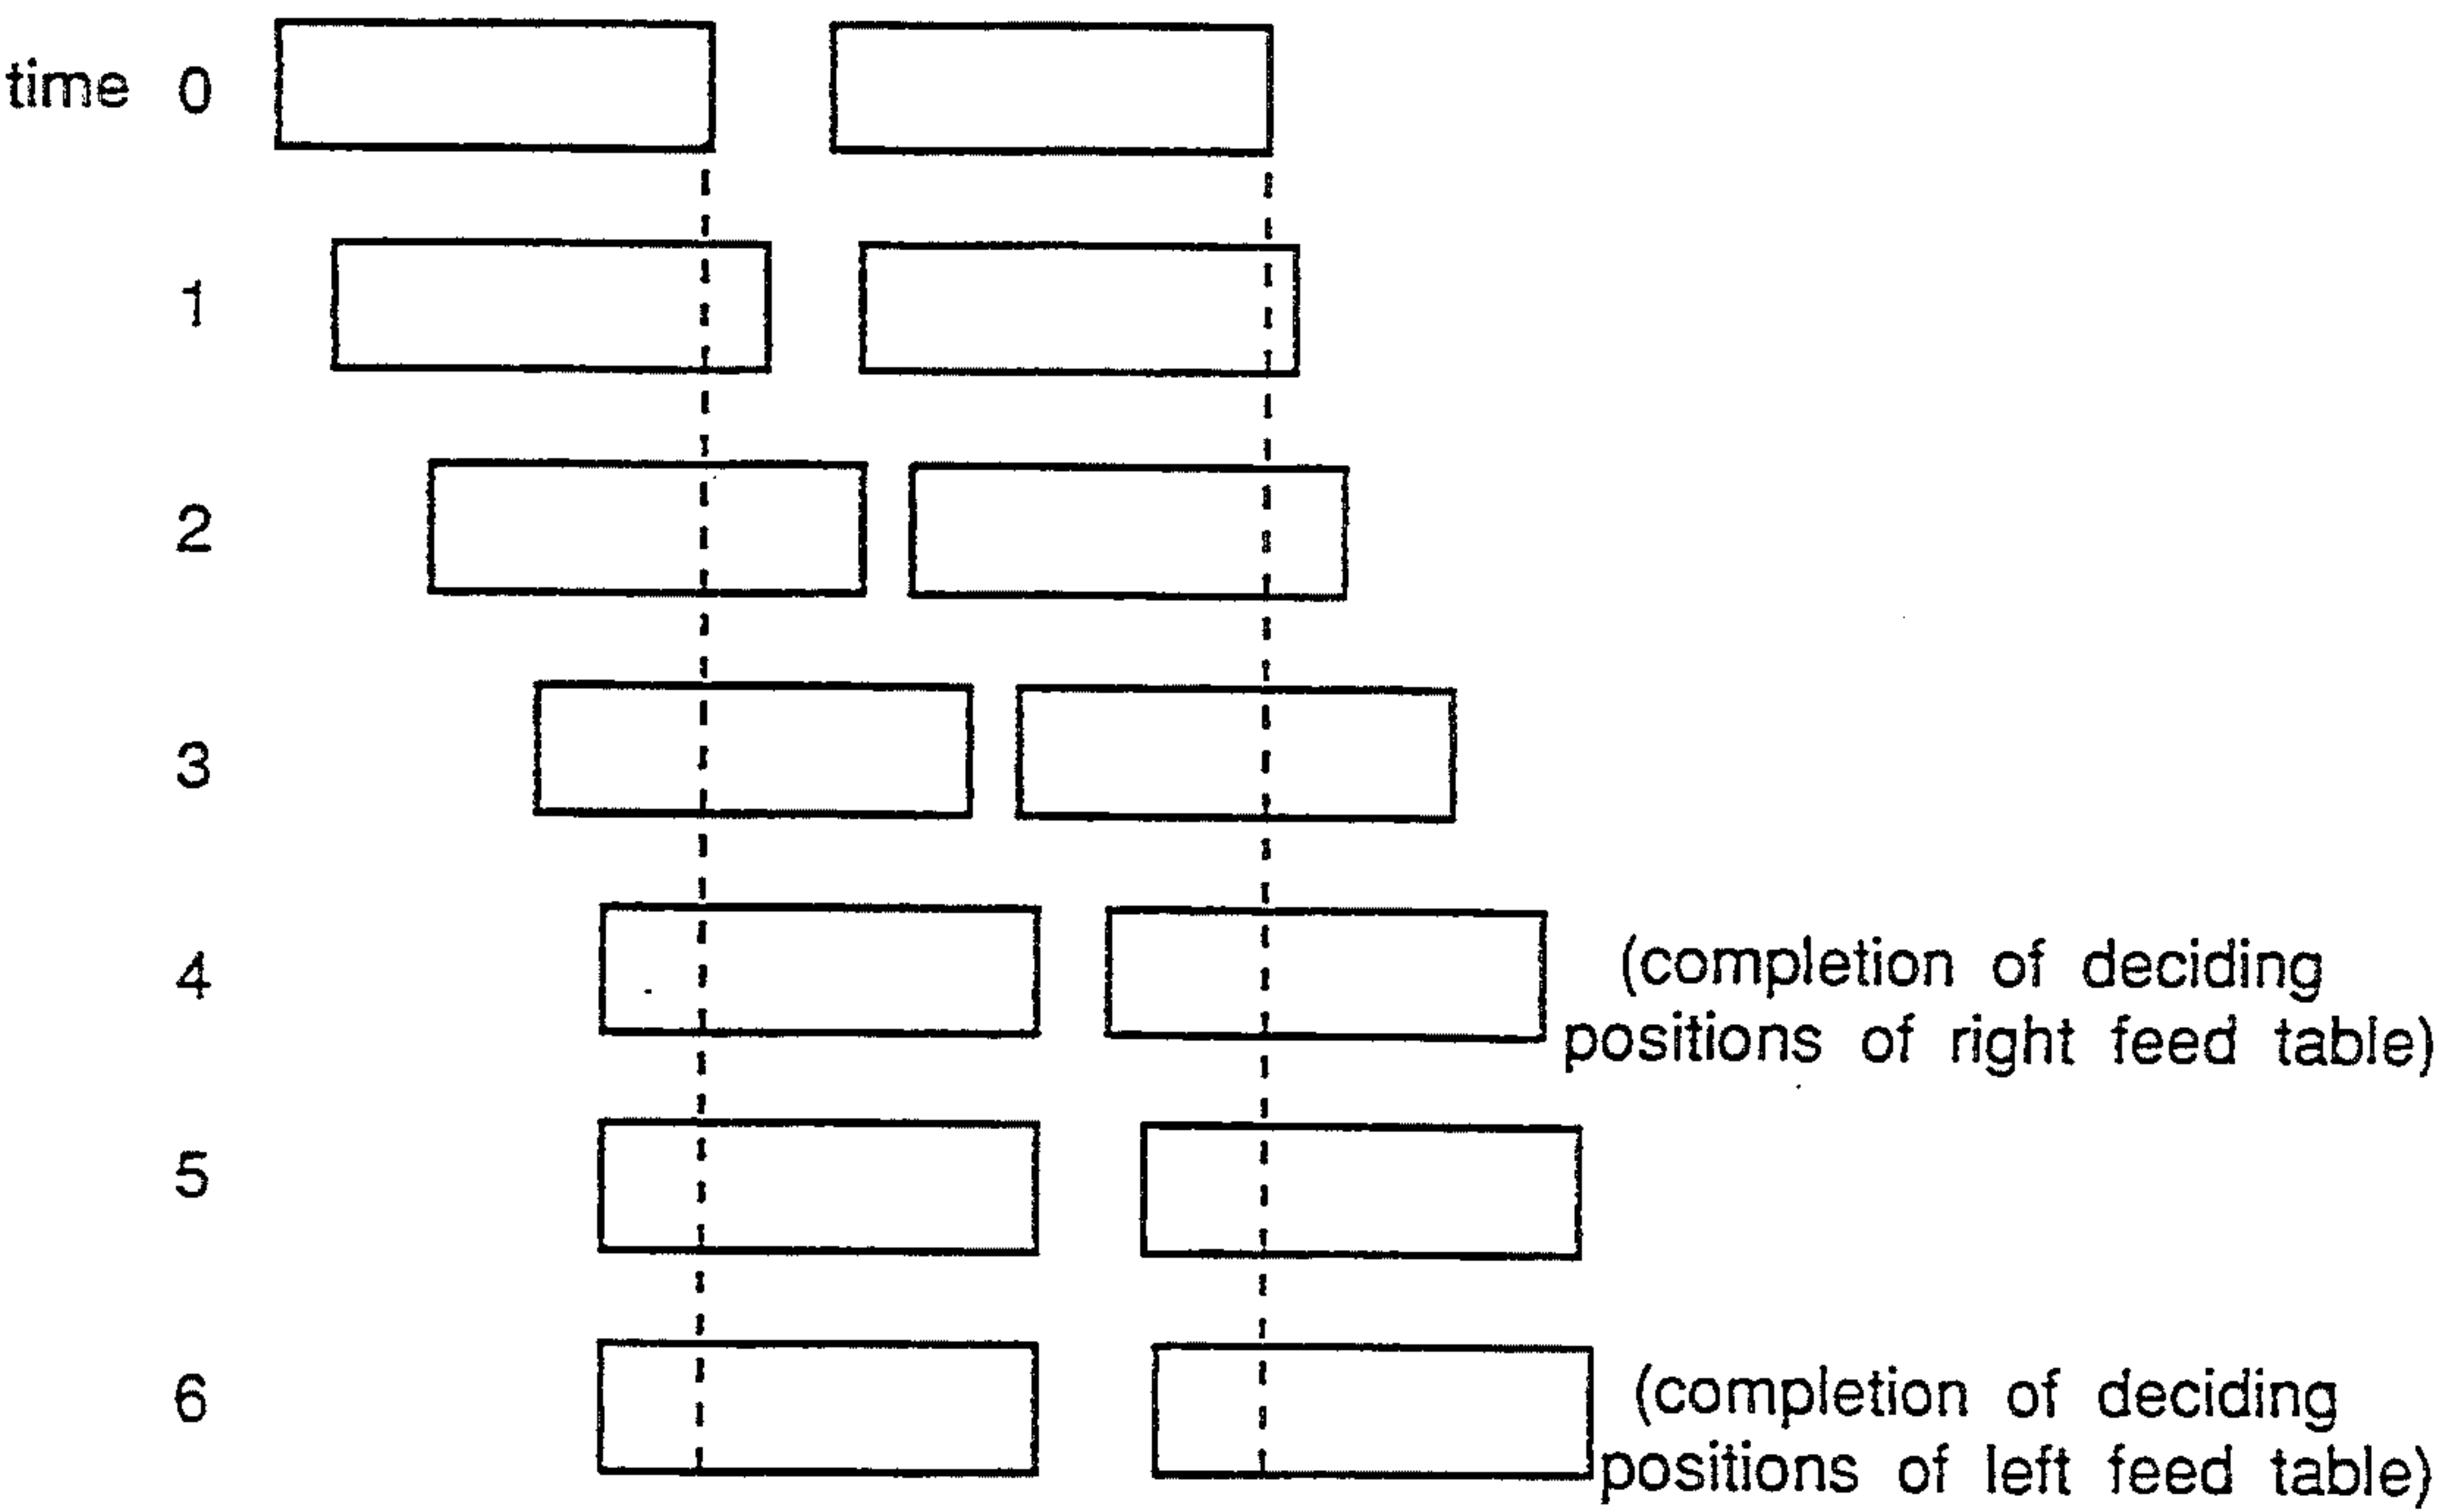 time 0
1
2
3
4
(completion of deciding
positions of right feed table)
5
6
(completion of deciding
positions of left feed table)